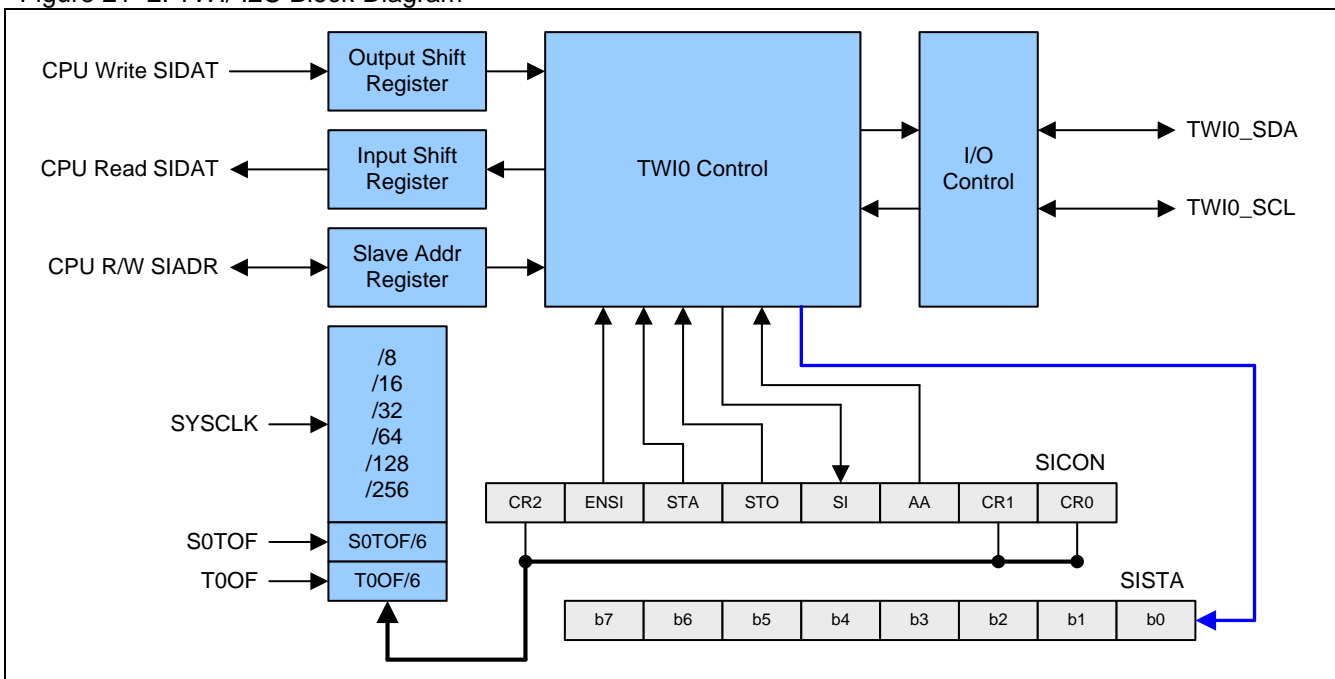 Figure 21-2. TWI/ I2C Block Diagram
CPU Write SIDAT
Output Shift
Register
CPU Read SIDAT
Input Shift
Register
CPU R/W SIADR
Slave Addr
Register
TWI0 Control
I/O
Control
TWI0_SDA
TWI0_SCL
SYSCLK
/8
/16
/32
/64
/128
/256
S0TOF
S0TOF/6
T0OF
T0OF/6
SICON
CR2 ENSI STA STO SI AA CR1 CR0
SISTA
b7 b6 b5 b4 b3 b2 b1 b0